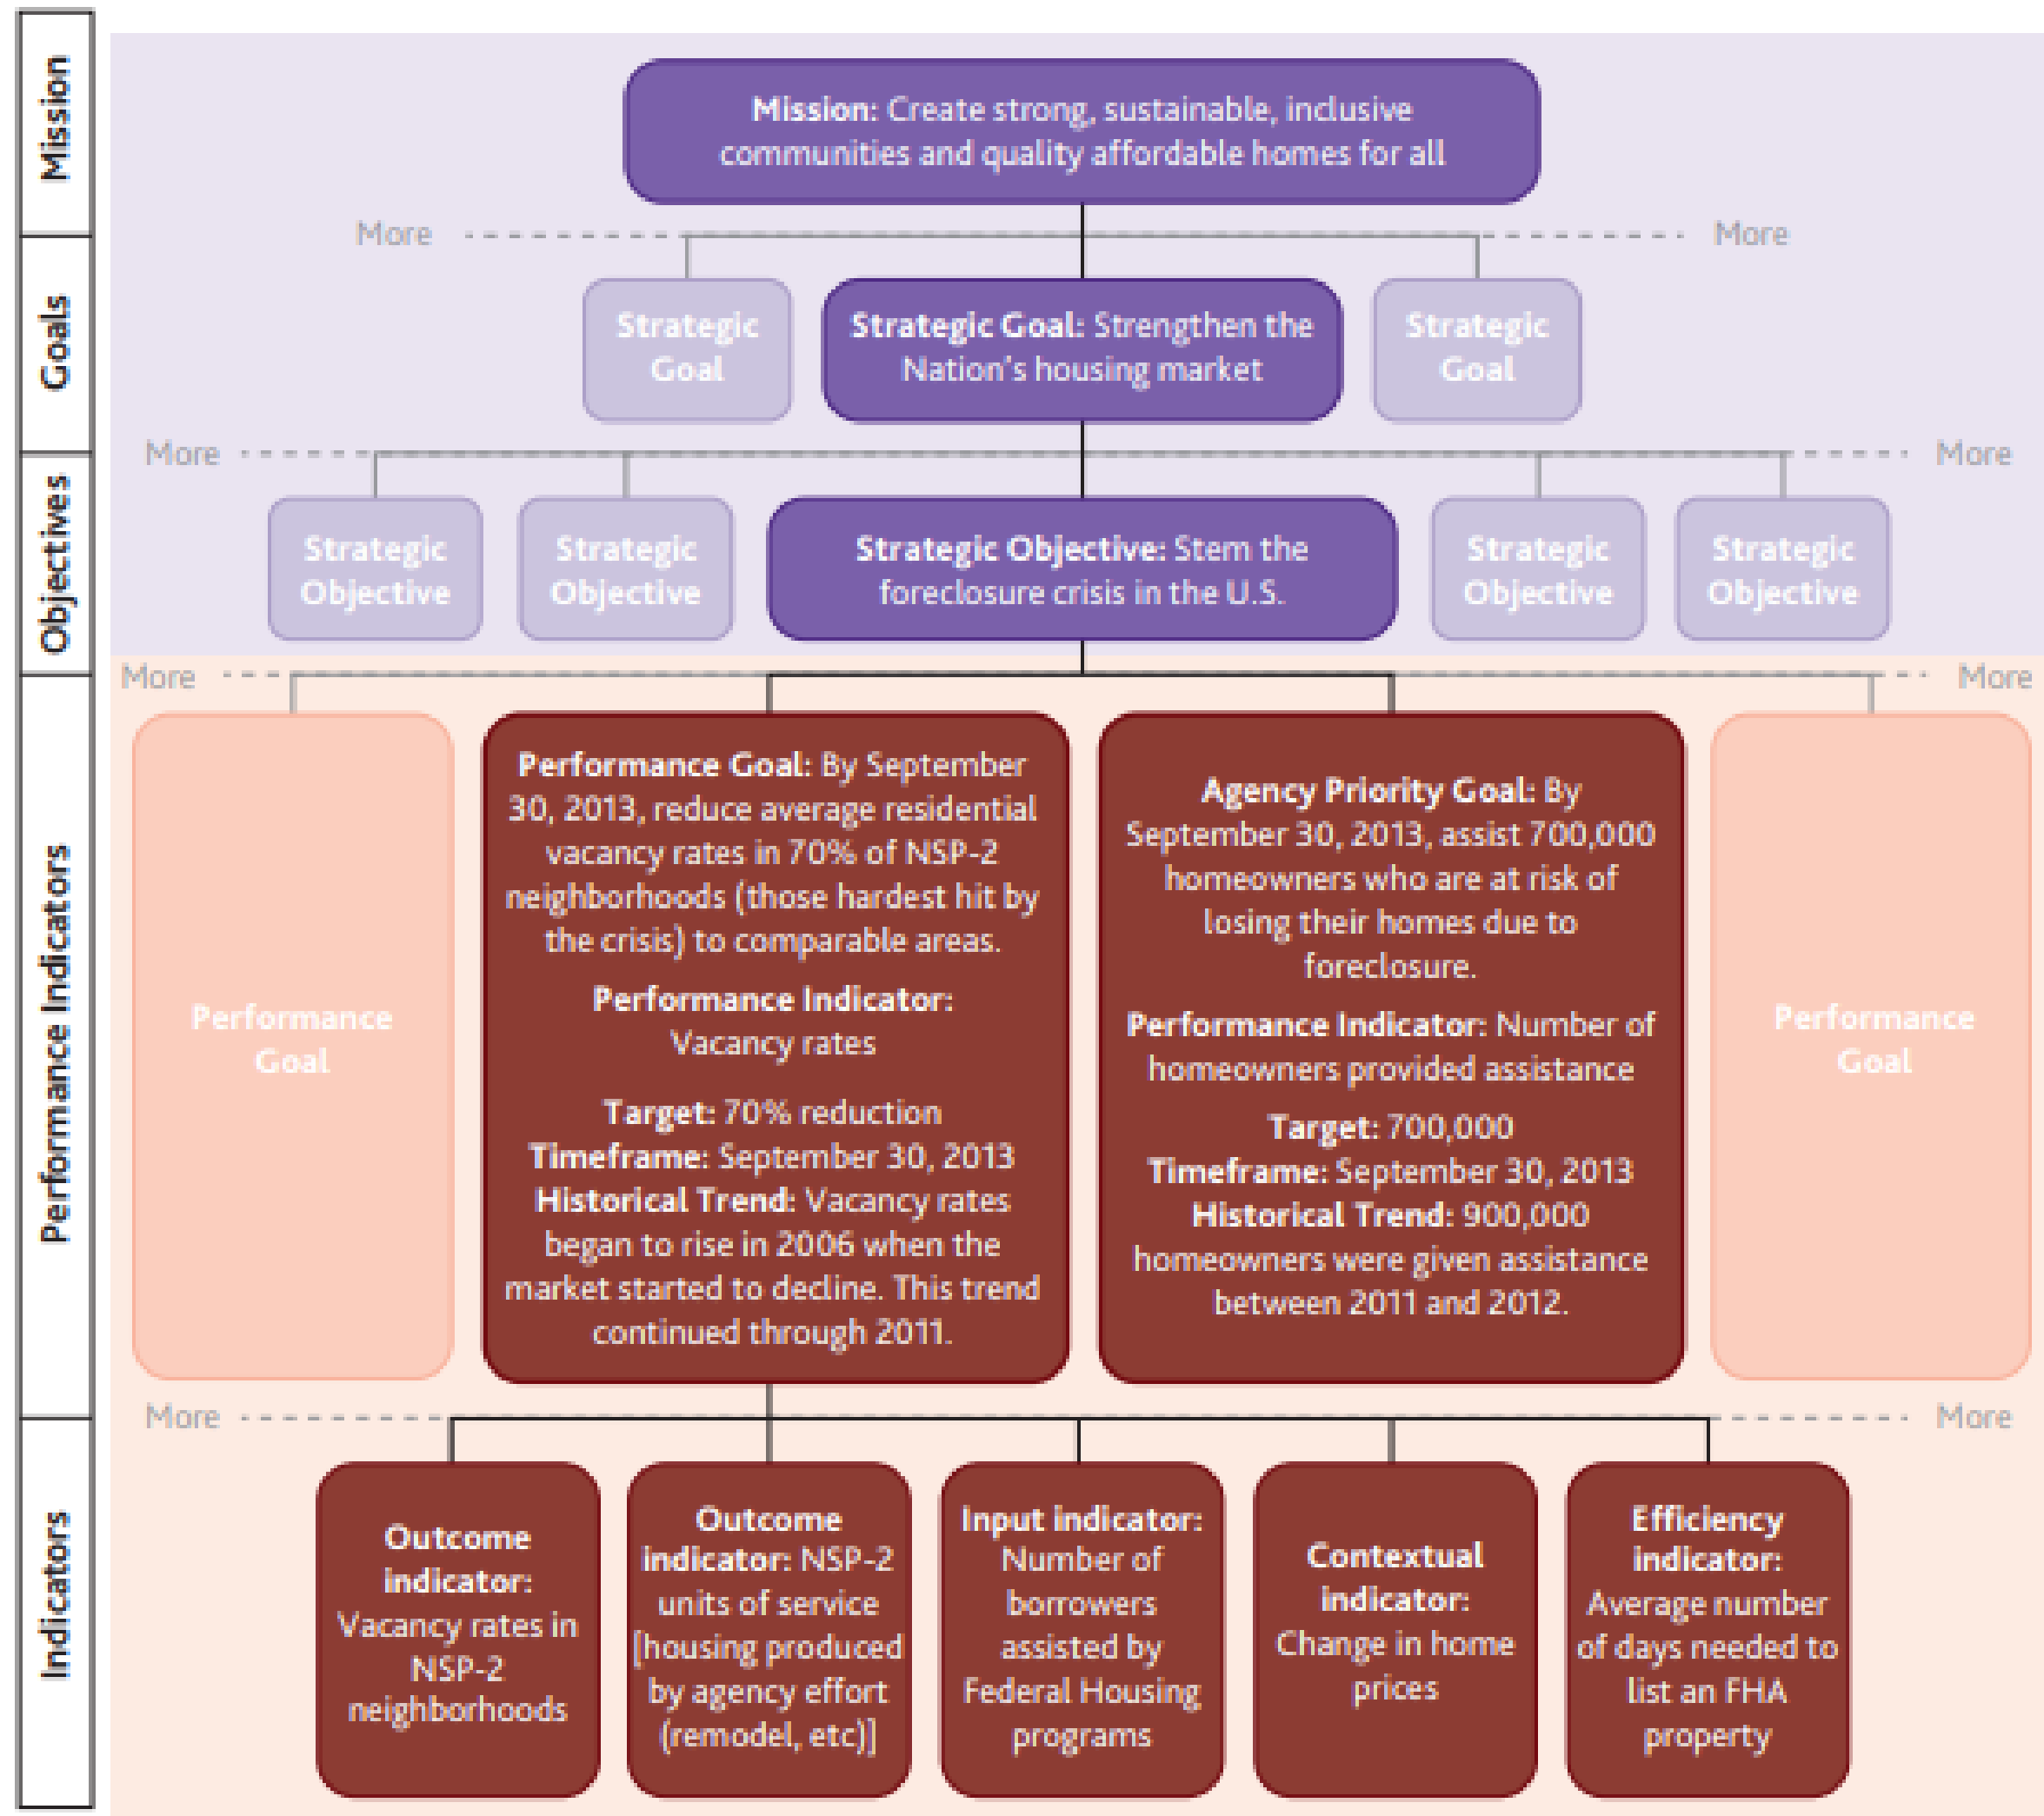 Mission
Mission: Create strong, sustainable, inclusive
communities and quality affordable homes for all
More
More
Goals
Strategic
Goal
Strategic Goal: Strengthen the
Nation's housing market
Strategic
Goal
More
More
Objectives
Strategic
Objective
Strategic
Objective
Strategic Objective: Stem the
foreclosure crisis in the U.S.
Strategic
Objective
Strategic
Objective
More
More
Performance Indicators
Performance
Goal
Performance Goal: By September
30, 2013, reduce average residential
vacancy rates in 70% of NSP-2
neighborhoods (those hardest hit by
the crisis) to comparable areas.
Performance Indicator:
Vacancy rates
Target: 70% reduction
Timeframe: September 30, 2013
Historical Trend: Vacancy rates
began to rise in 2006 when the
market started to decline. This trend
continued through 2011.
Agency Priority Goal: By
September 30, 2013, assist 700,000
homeowners who are at risk of
losing their homes due to
foreclosure.
Performance Indicator: Number of
homeowners provided assistance
Target: 700,000
Timeframe: September 30, 2013
Historical Trend: 900,000
homeowners were given assistance
between 2011 and 2012.
Performance
Goal
More
More
Indicators
Outcome
indicator:
Vacancy rates in
NSP-2
neighborhoods
Outcome
indicator: NSP-2
units of service
[housing produced
by agency effort
(remodel, etc)]
Input indicator:
Number of
borrowers
assisted by
Federal Housing
programs
Contextual
indicator:
Change in home
prices
Efficiency
indicator:
Average number
of days needed to
list an FHA
property